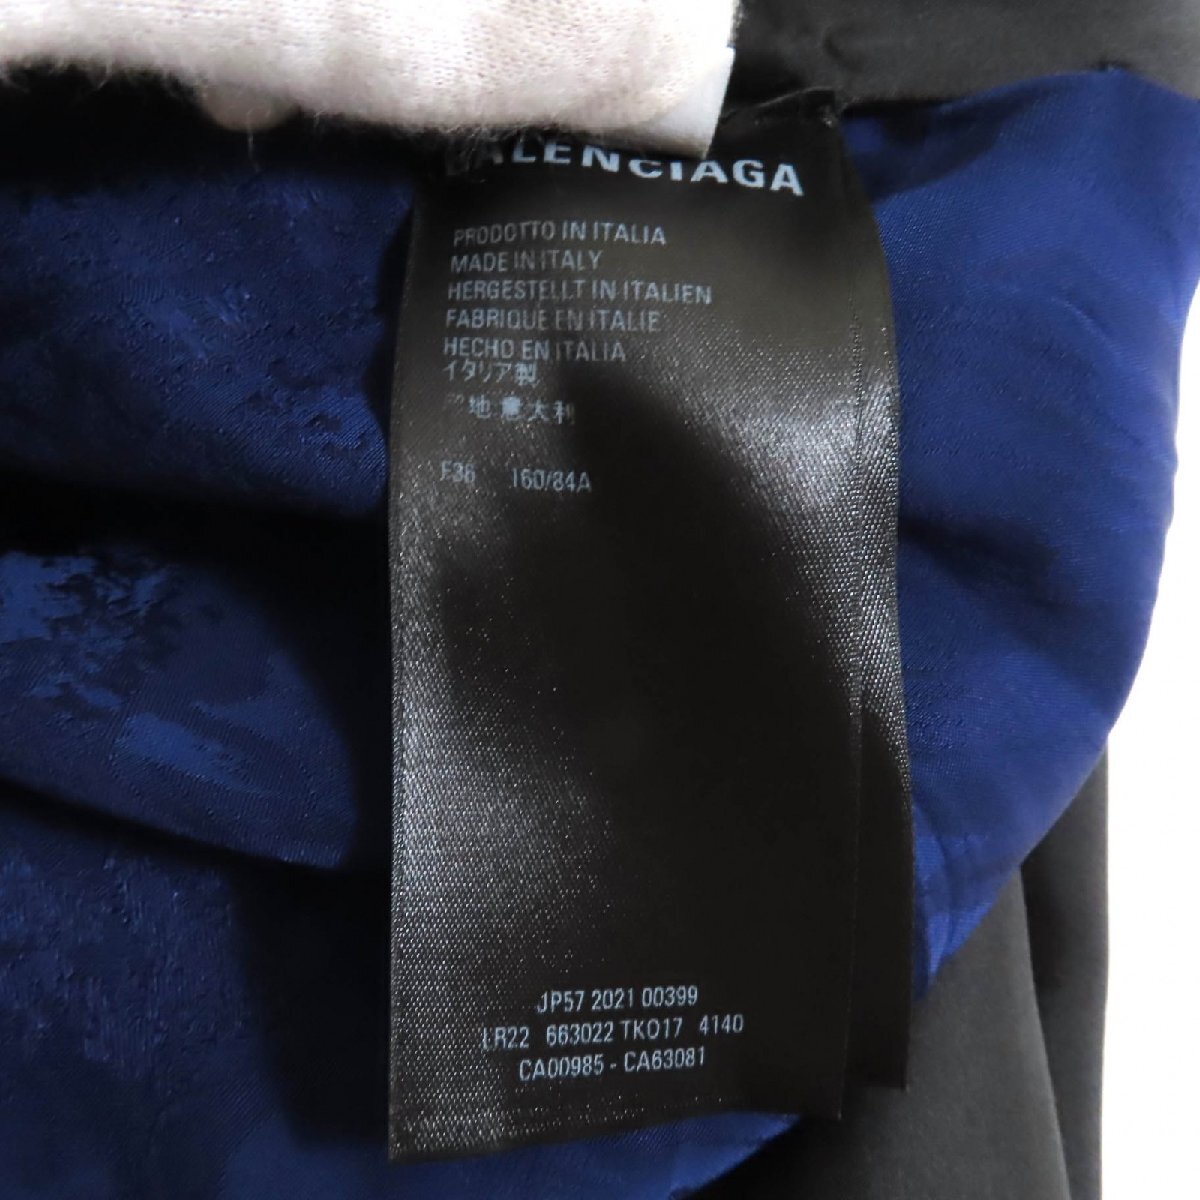 BALENCIAGA
PRODOTTO IN ITALIA
MADE IN ITALY
HERGESTELLT IN ITALIEN
FABRIQUE EN ITALIE
HECHO EN ITALIA
イタリア製
地 意大利
F36 160/84A
JP57 2021 00399
LR22 663022 TKO17 4140
CA00985 - CA63081